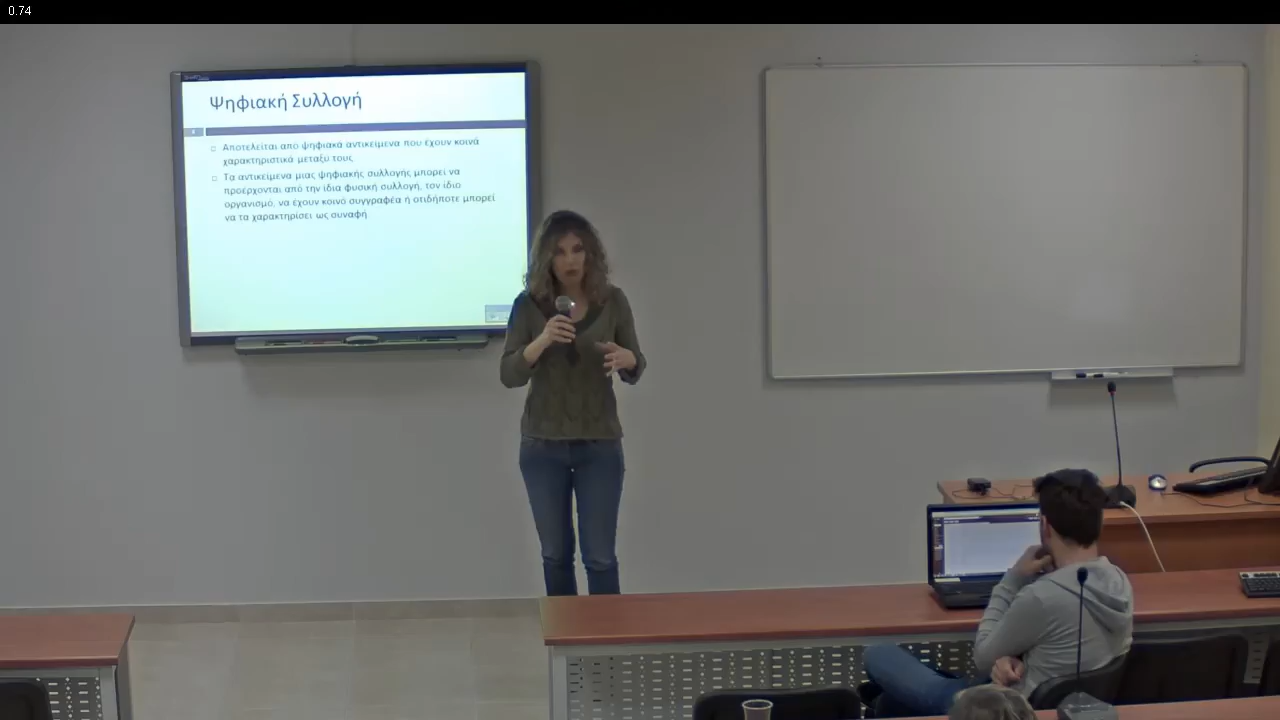 0.74
Ψηφιακή Συλλογή
Αποτελείται από ψηφιακά αντικείμενα που έχουν κοινά
χαρακτηριστικά μεταξύ τους
Τα αντικείμενα μιας ψηφιακής συλλογής μπορεί να
προέρχονται από την ίδια φυσική συλλογή, τον ίδιο
οργανισμό, να έχουν κοινό συγγραφέα ή οτιδήποτε μπορεί
να τα χαρακτηρίσει ως συναφή